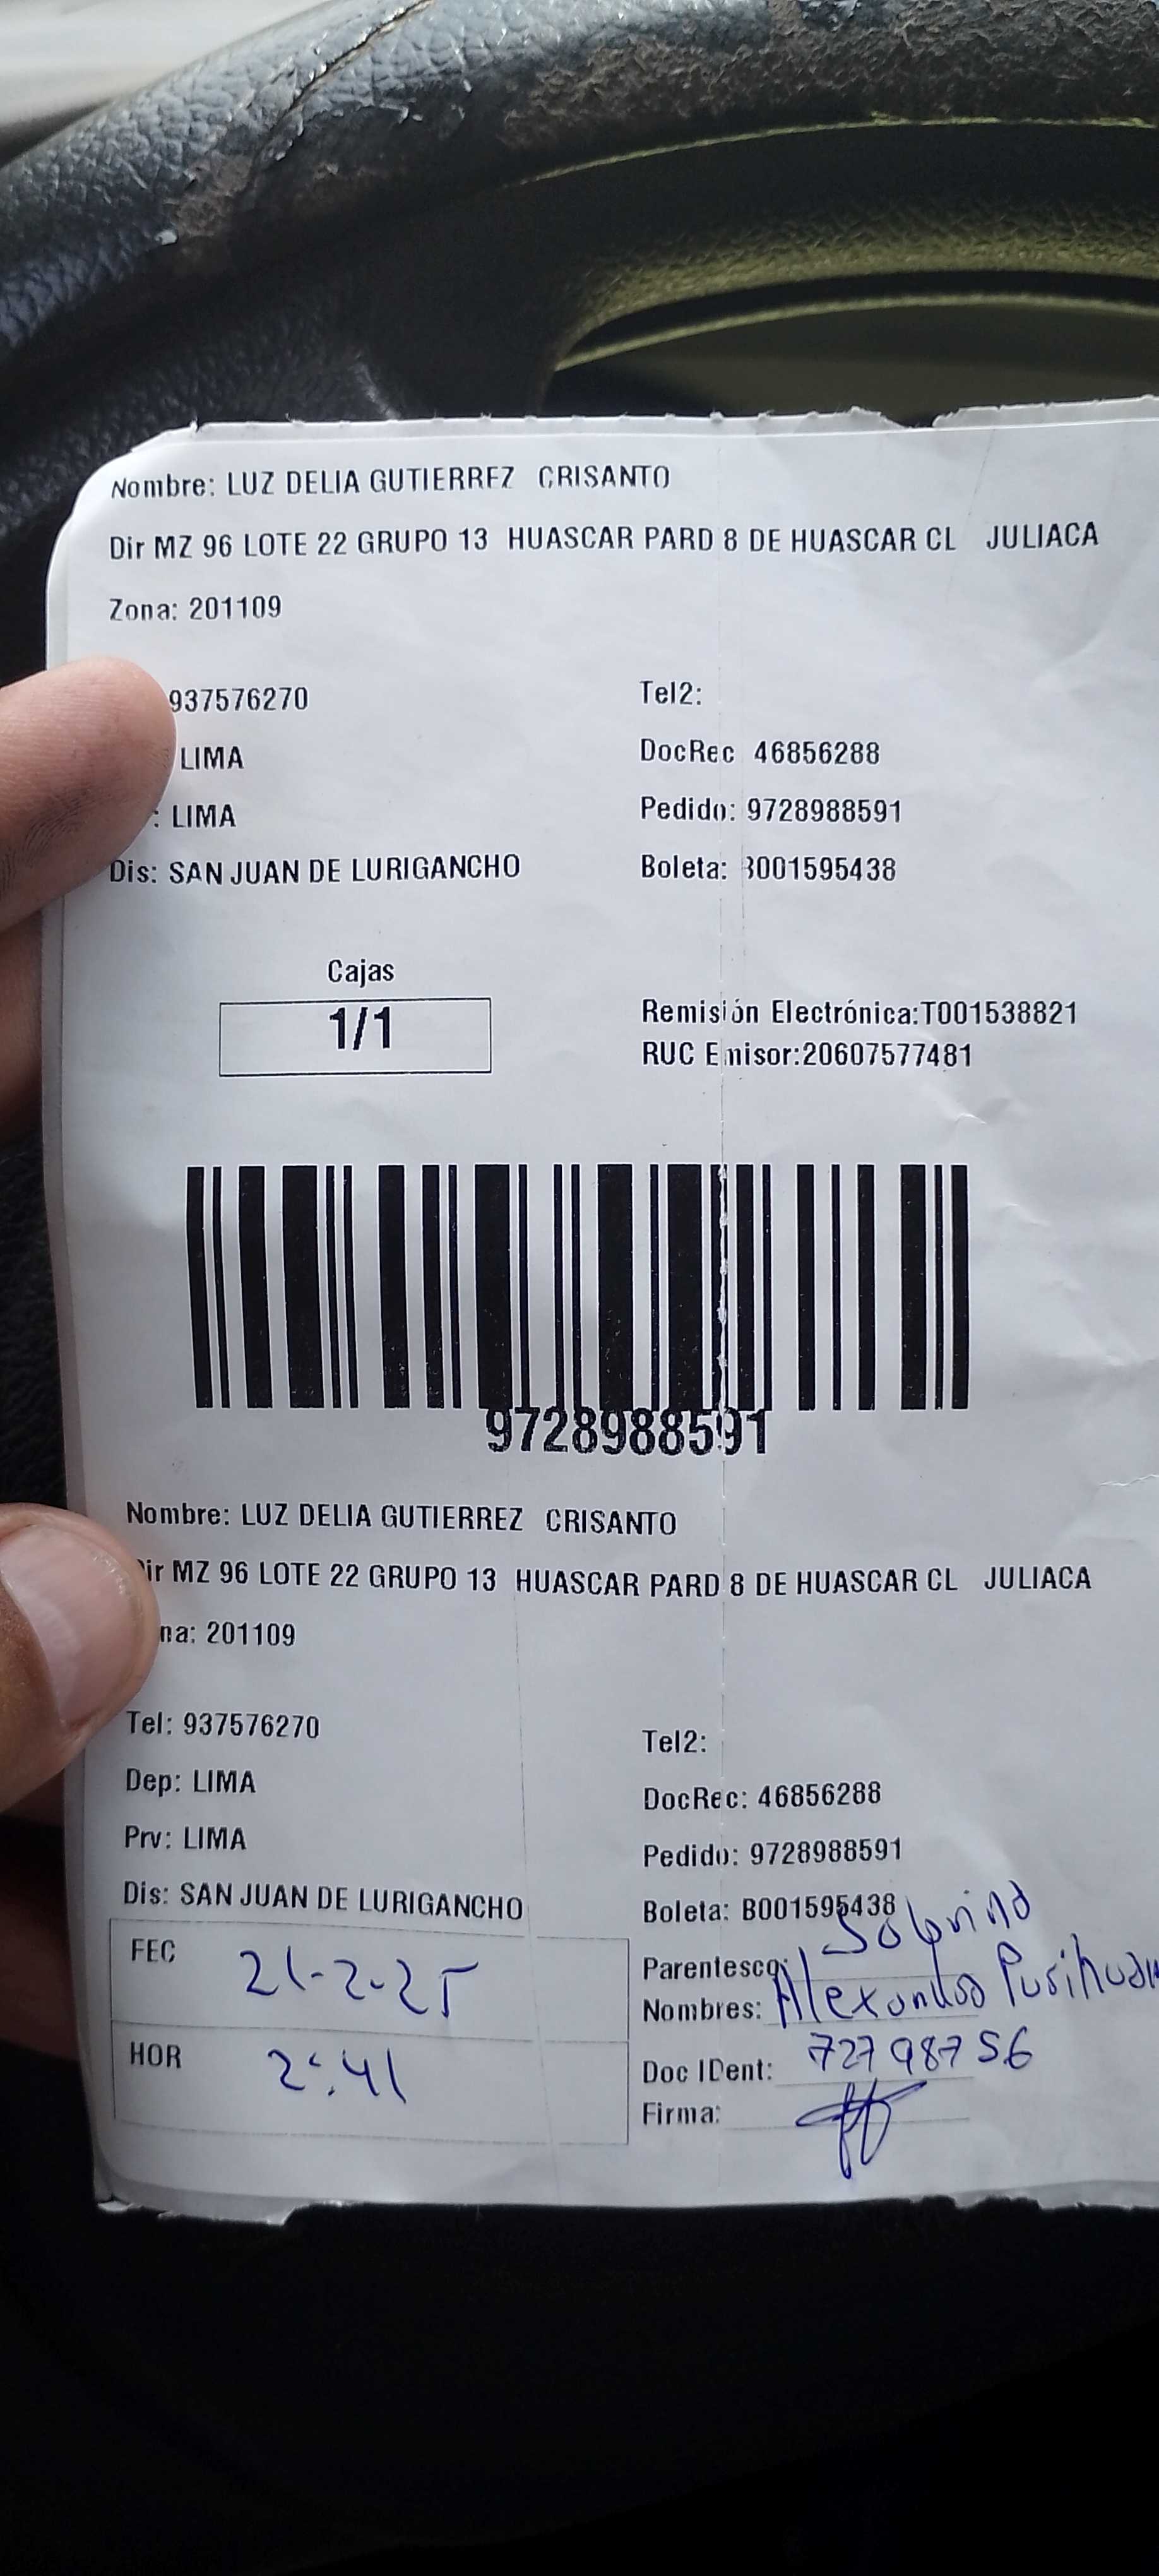 Nombre: LUZ DELIA GUTIERREZ CRISANTO
Dir MZ 96 LOTE 22 GRUPO 13 HUASCAR PARD 8 DE HUASCAR CL JULIACA
Zona: 201109
937576270 Tel2:
LIMA DocRec 46856288
: LIMA Pedido: 9728988591
Dis: SAN JUAN DE LURIGANCHO Boleta: B001595438
Cajas
1/1
Remisión Electrónica:T001538821
RUC Emisor:20607577481
9728988591
Nombre: LUZ DELIA GUTIERREZ CRISANTO
Dir MZ 96 LOTE 22 GRUPO 13 HUASCAR PARD 8 DE HUASCAR CL JULIACA
na: 201109
Tel: 937576270 Tel2:
Dep: LIMA DocRec: 46856288
Prv: LIMA Pedido: 9728988591
Dis: SAN JUAN DE LURIGANCHO Boleta: B001595438
FEC 21-2-25 Parentesco: Sobrino
Nombres: Purihuam
HOR 2:41 Doc IDent: 72798756
Firma: